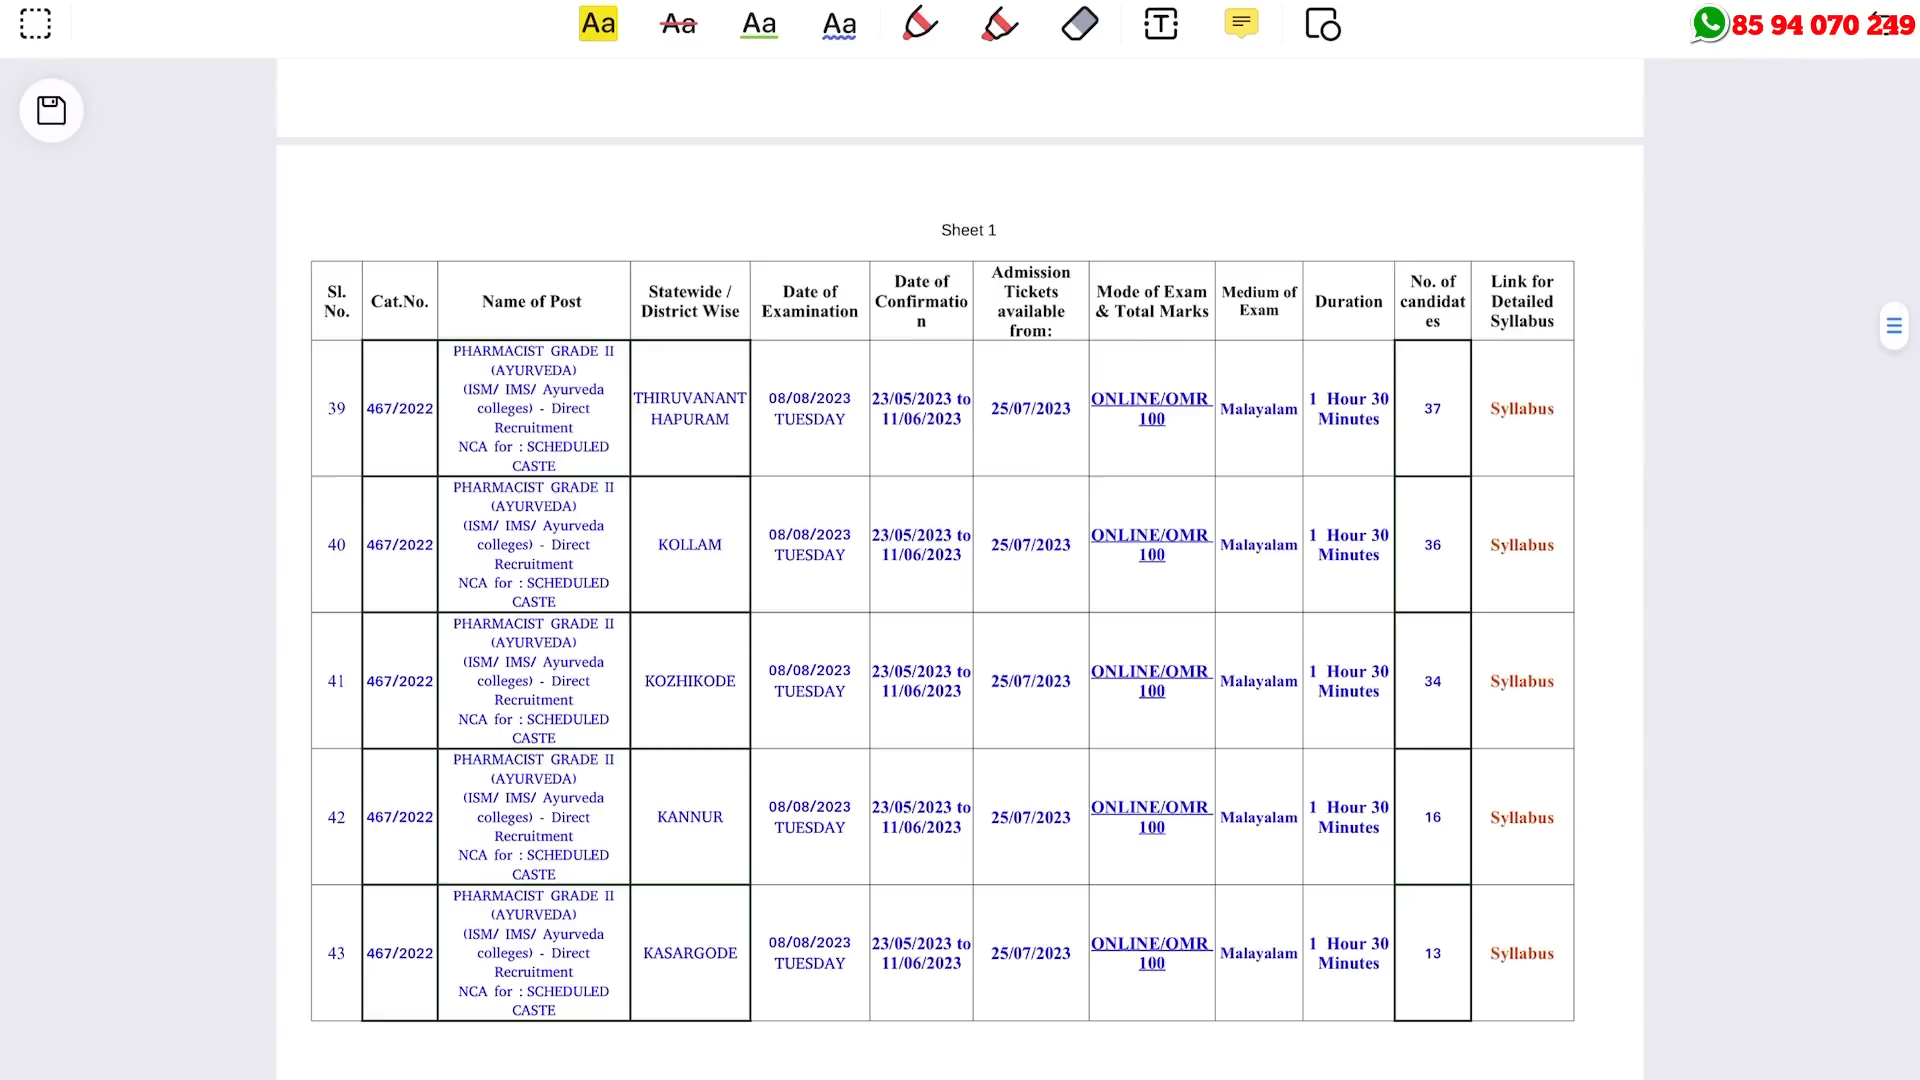 Aa Aa Aa Aa T
85 94 070 249
Sheet 1
Sl. No. Cat.No. Name of Post Statewide / District Wise Date of Examination Date of Confirmatio n Admission Tickets available from: Mode of Exam & Total Marks Medium of Exam Duration No. of candidat es Link for Detailed Syllabus
39 467/2022 PHARMACIST GRADE II (AYURVEDA) (ISM/ IMS/ Ayurveda colleges) - Direct Recruitment NCA for : SCHEDULED CASTE THIRUVANANT HAPURAM 08/08/2023 TUESDAY 23/05/2023 to 11/06/2023 25/07/2023 ONLINE/OMR 100 Malayalam 1 Hour 30 Minutes 37 Syllabus
40 467/2022 PHARMACIST GRADE II (AYURVEDA) (ISM/ IMS/ Ayurveda colleges) - Direct Recruitment NCA for : SCHEDULED CASTE KOLLAM 08/08/2023 TUESDAY 23/05/2023 to 11/06/2023 25/07/2023 ONLINE/OMR 100 Malayalam 1 Hour 30 Minutes 36 Syllabus
41 467/2022 PHARMACIST GRADE II (AYURVEDA) (ISM/ IMS/ Ayurveda colleges) - Direct Recruitment NCA for : SCHEDULED CASTE KOZHIKODE 08/08/2023 TUESDAY 23/05/2023 to 11/06/2023 25/07/2023 ONLINE/OMR 100 Malayalam 1 Hour 30 Minutes 34 Syllabus
42 467/2022 PHARMACIST GRADE II (AYURVEDA) (ISM/ IMS/ Ayurveda colleges) - Direct Recruitment NCA for : SCHEDULED CASTE KANNUR 08/08/2023 TUESDAY 23/05/2023 to 11/06/2023 25/07/2023 ONLINE/OMR 100 Malayalam 1 Hour 30 Minutes 16 Syllabus
43 467/2022 PHARMACIST GRADE II (AYURVEDA) (ISM/ IMS/ Ayurveda colleges) - Direct Recruitment NCA for : SCHEDULED CASTE KASARGODE 08/08/2023 TUESDAY 23/05/2023 to 11/06/2023 25/07/2023 ONLINE/OMR 100 Malayalam 1 Hour 30 Minutes 13 Syllabus